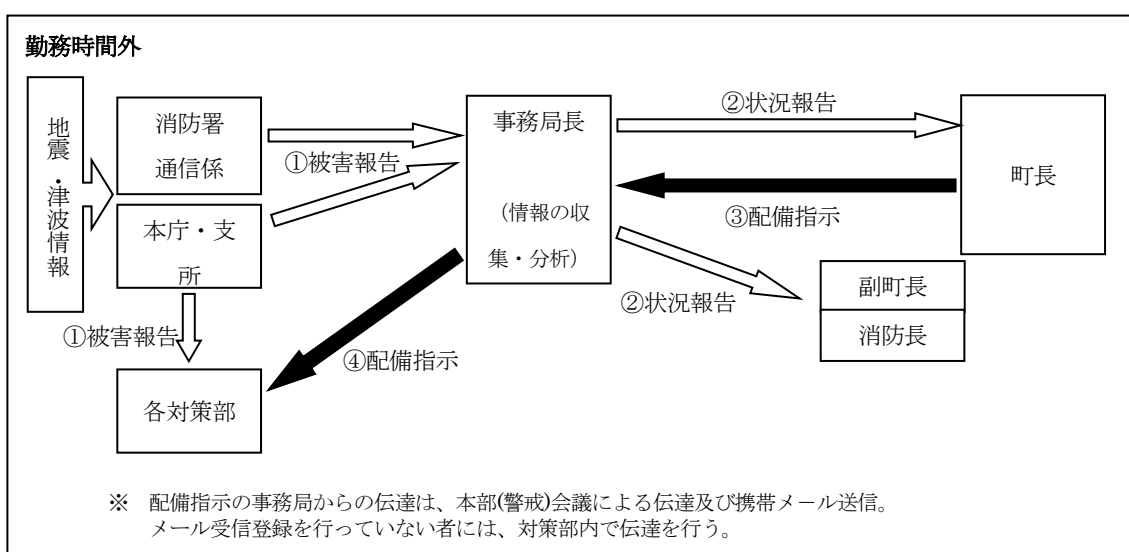 勤務時間外
地震・津波情報
消防署
通信係
本庁・支
所
①被害報告
①被害報告
各対策部
事務局長
（情報の収
集・分析）
②状況報告
③配備指示
②状況報告
④配備指示
町長
副町長
消防長
※　配備指示の事務局からの伝達は、本部(警戒)会議による伝達及び携帯メール送信。
メール受信登録を行っていない者には、対策部内で伝達を行う。